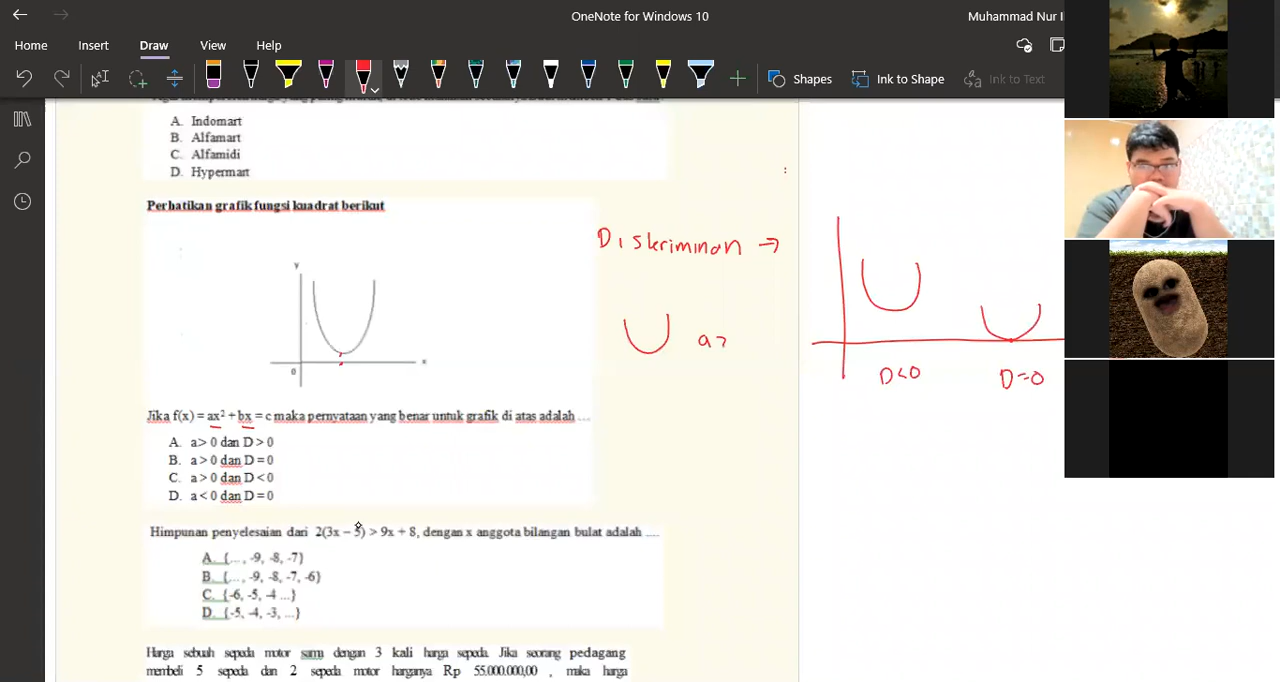 OneNote for Windows 10
Muhammad Nur I
Home Insert Draw View Help
Shapes Ink to Shape Ink to Text
A. Indomart
B. Alfamart
C. Alfamidi
D. Hypermart
Perhatikan grafik fungsi kuadrat berikut
y
x
0
Diskriminan →
a>
D<0
D=0
Jika f(x) = ax² + bx = c maka pernyataan yang benar untuk grafik di atas adalah ...
A. a > 0 dan D > 0
B. a > 0 dan D = 0
C. a > 0 dan D < 0
D. a < 0 dan D = 0
Himpunan penyelesaian dari 2(3x – 5) > 9x + 8, dengan x anggota bilangan bulat adalah ....
A. {..., -9, -8, -7}
B. {..., -9, -8, -7, -6}
C. {-6, -5, -4 ...}
D. {-5, -4, -3, ...}
Harga sebuah sepeda motor sama dengan 3 kali harga sepeda. Jika seorang pedagang
membeli 5 sepeda dan 2 sepeda motor harganya Rp 55.000.000,00 , maka harga